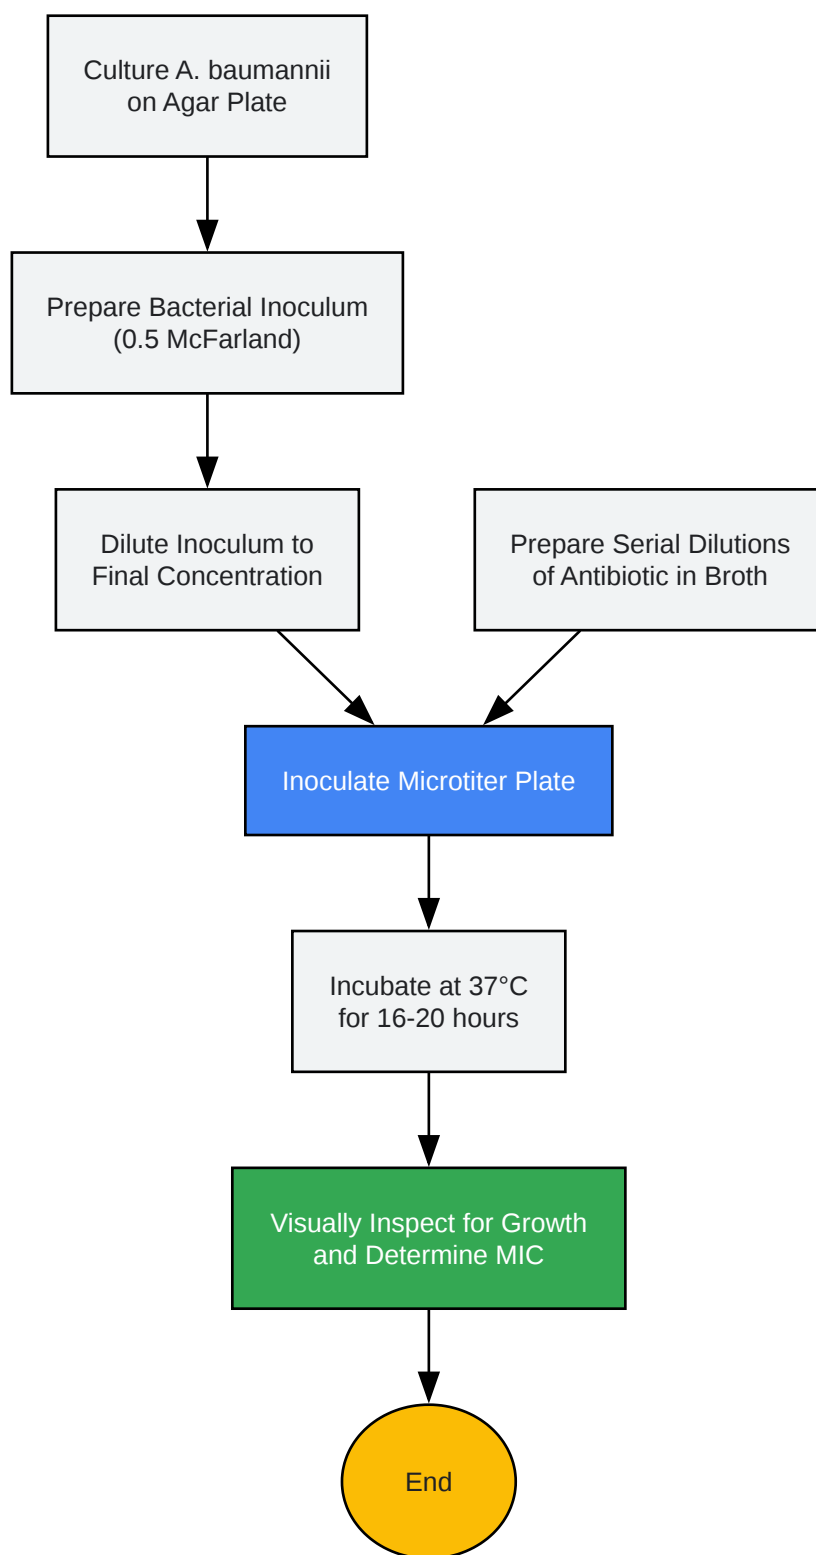 Culture A. baumannii
on Agar Plate
Prepare Bacterial Inoculum
(0.5 McFarland)
Dilute Inoculum to
Final Concentration
Prepare Serial Dilutions
of Antibiotic in Broth
Inoculate Microtiter Plate
Incubate at 37°C
for 16-20 hours
Visually Inspect for Growth
and Determine MIC
End